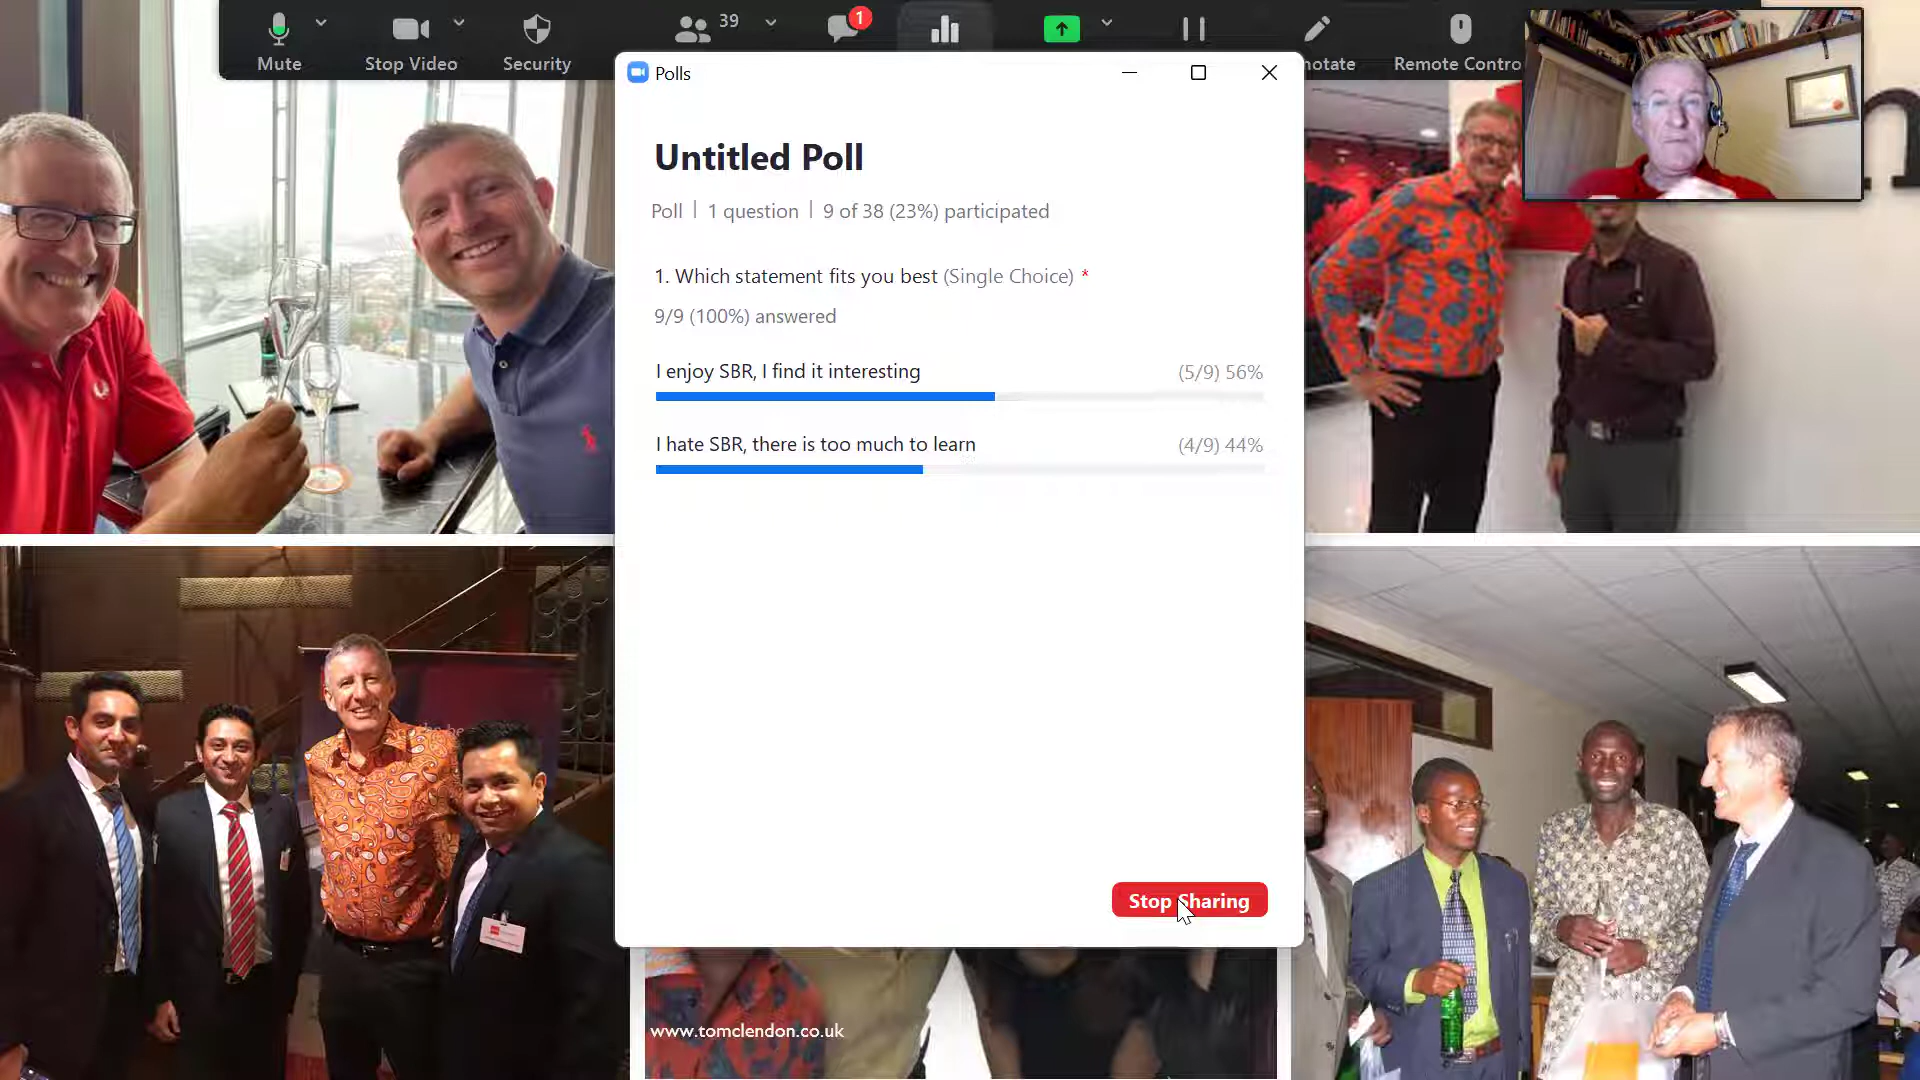 Mute
Stop Video
Security
39
1
Remote Contro
Polls
Untitled Poll
Poll | 1 question | 9 of 38 (23%) participated
1. Which statement fits you best (Single Choice) *
9/9 (100%) answered
I enjoy SBR, I find it interesting (5/9) 56%
I hate SBR, there is too much to learn (4/9) 44%
Stop Sharing
www.tomclendon.co.uk